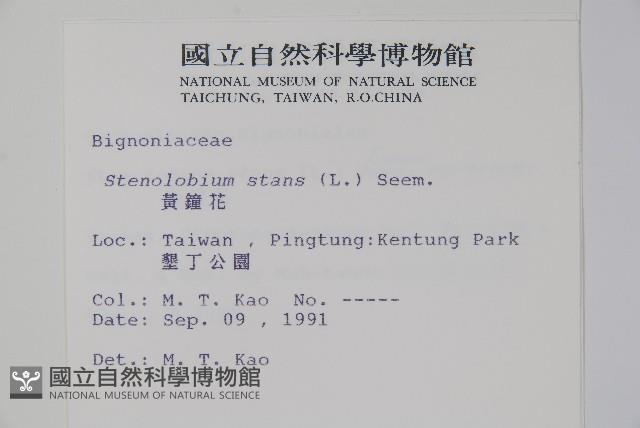 國立自然科學博物館
NATIONAL MUSEUM OF NATURAL SCIENCE
TAICHUNG, TAIWAN, R.O.CHINA
Bignoniaceae
Stenolobium stans (L.) Seem.
黃鐘花
Loc.: Taiwan , Pingtung:Kentung Park
墾丁公園
Col.: M. T. Kao No. -----
Date: Sep. 09 , 1991
Det.: M. T. Kao
國立自然科學博物館
NATIONAL MUSEUM OF NATURAL SCIENCE